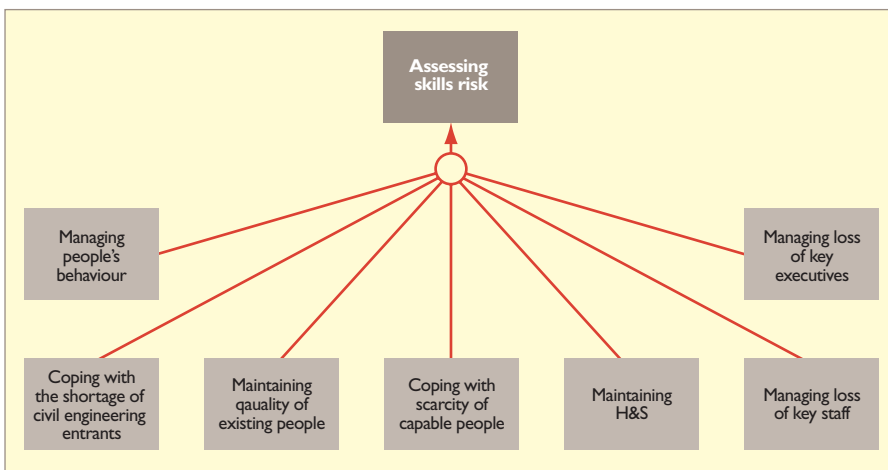 Assessing
skills risk
Managing
people's
behaviour
Managing loss
of key
executives
Coping with
the shortage of
civil engineering
entrants
Maintaining
qauality of
existing people
Coping with
scarcity of
capable people
Maintaining
H&S
Managing loss
of key staff